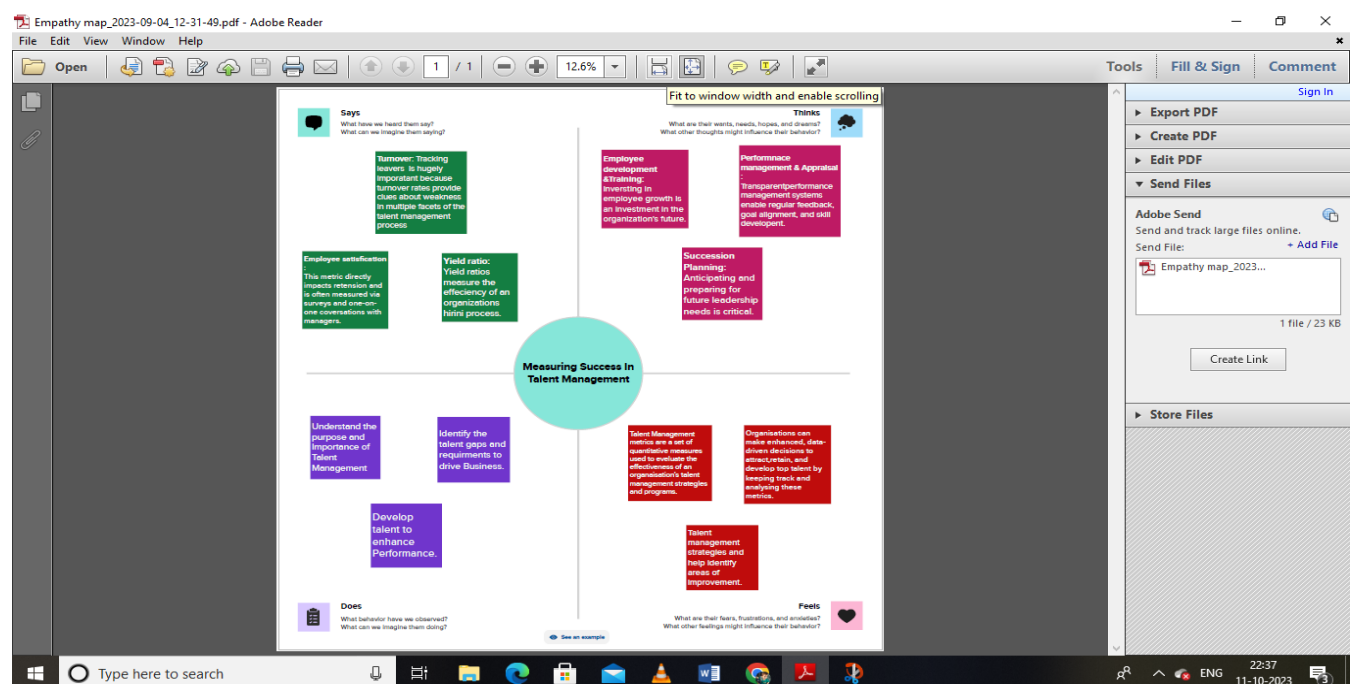 Empathy map_2023-09-04_12-31-49.pdf - Adobe Reader
File Edit View Window Help
Open
1 / 1
12.6%
Tools
Fill & Sign
Comment
Fit to window width and enable scrolling
Sign In
Export PDF
Create PDF
Edit PDF
Send Files
Adobe Send
Send and track large files online.
Send File:
+ Add File
Empathy map_2023...
1 file / 23 KB
Create Link
Store Files
Says
What have we heard them say?
What can we imagine them saying?
Turnover: Tracking
leavers is hugely
imporatant because
turnover rates provide
clues about weakness
in multiple facets of the
talent management
process
Employee sattisfication
:
This metric directly
impacts retension and
is often measured via
surveys and one-on-
one coversations with
managers.
Yield ratio:
Yield ratios
measure the
effeciency of an
organizations
hirini process.
Thinks
What are their wants, needs, hopes, and dreams?
What other thoughts might influence their behavior?
Employee
development
&Training:
Inversting in
employee growth is
an investment in the
organization's future.
Performnace
management & Appraisal
:
Transparentperformance
management systems
enable regular feedback,
goal alignment, and skill
developent.
Succession
Planning:
Anticipating and
preparing for
future leadership
needs is critical.
Measuring Success In
Talent Management
Understand the
purpose and
Importance of
Talent
Management
Identify the
talent gaps and
requirments to
drive Business.
Develop
talent to
enhance
Performance.
Does
What behavior have we observed?
What can we imagine them doing?
Talent Management
metrics are a set of
quantitative measures
used to evaluate the
effectiveness of an
organaisation's talent
management strategies
and programs.
Organisations can
make enhanced, data-
driven decisions to
attract,retain, and
develop top talent by
keeping track and
analysing these
metrics.
Talent
management
strategies and
help identify
areas of
improvement.
Feels
What are their fears, frustrations, and anxieties?
What other feelings might influence their behavior?
See an example
Type here to search
ENG
22:37
11-10-2023
3